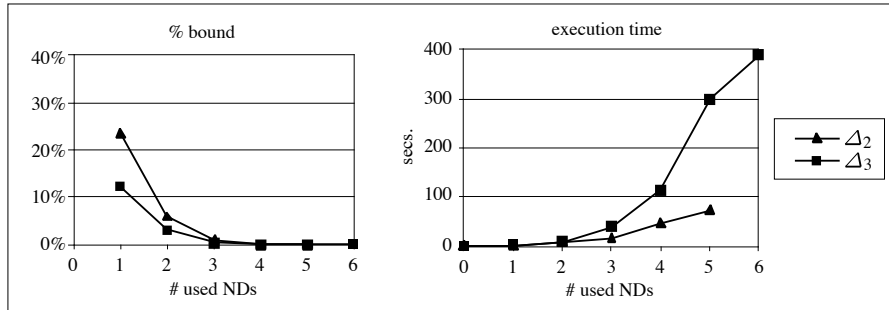 % bound
40%
30%
20%
10%
0%
0 1 2 3 4 5 6
# used NDs
execution time
secs.
400
300
200
100
0
0 1 2 3 4 5 6
# used NDs
Δ2
Δ3